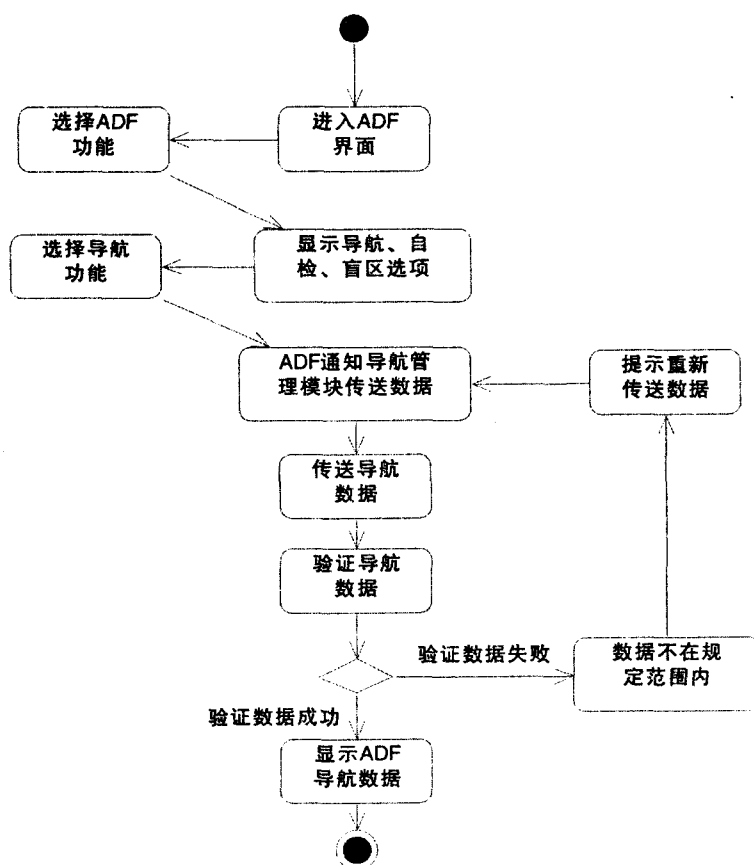 选择ADF
功能
进入ADF
界面
选择导航
功能
显示导航、自
检、盲区选项
ADF通知导航管
理模块传送数据
提示重新
传送数据
传送导航
数据
验证导航
数据
验证数据失败
数据不在规
定范围内
验证数据成功
显示ADF
导航数据